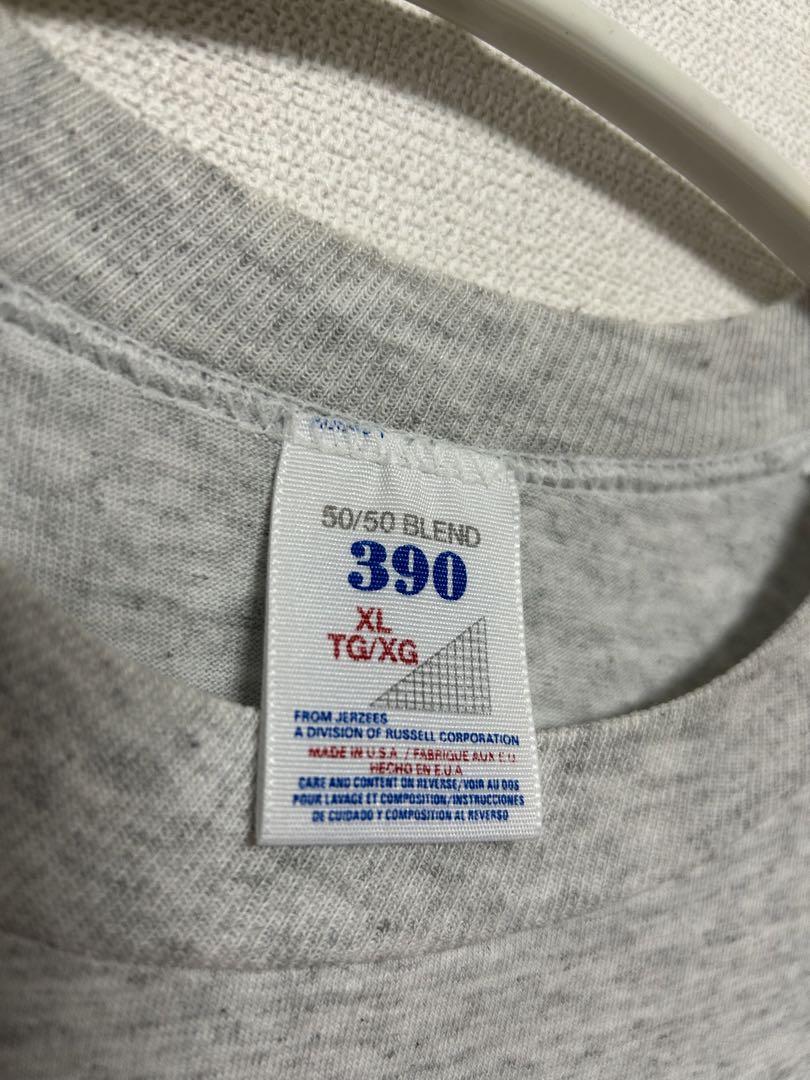 50/50 BLEND
390
XL
TG/XG
FROM JERZEES
A DIVISION OF RUSSELL CORPORATION
MADE IN U.S.A. / FABRIQUE AUX E.U.
HECHO EN E.U.A.
CARE AND CONTENT ON REVERSE/VOIR AU DOS
POUR LAVAGE ET COMPOSITION/INSTRUCCIONES
DE CUIDADO Y COMPOSITION AL REVERSO